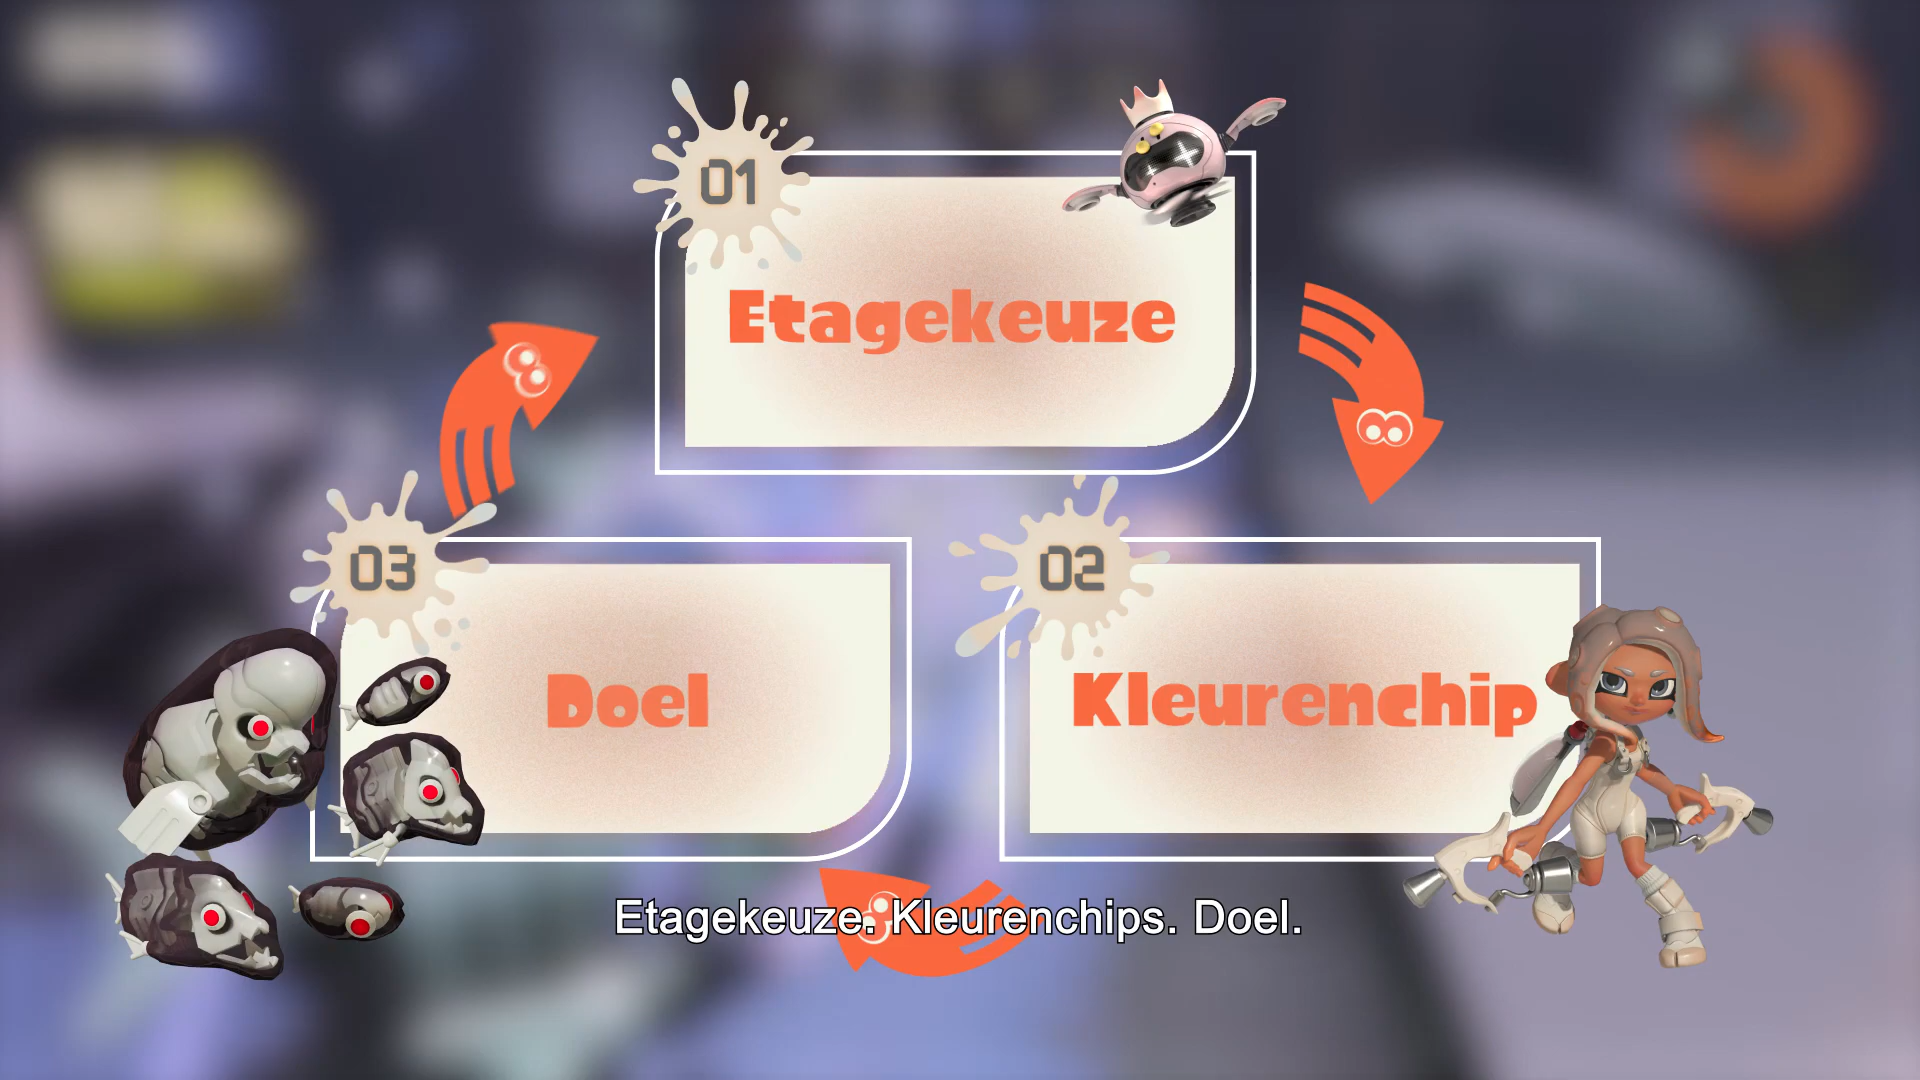 01
Etagekeuze
03
Doel
02
Kleurenchip
Etagekeuze. Kleurenchips. Doel.